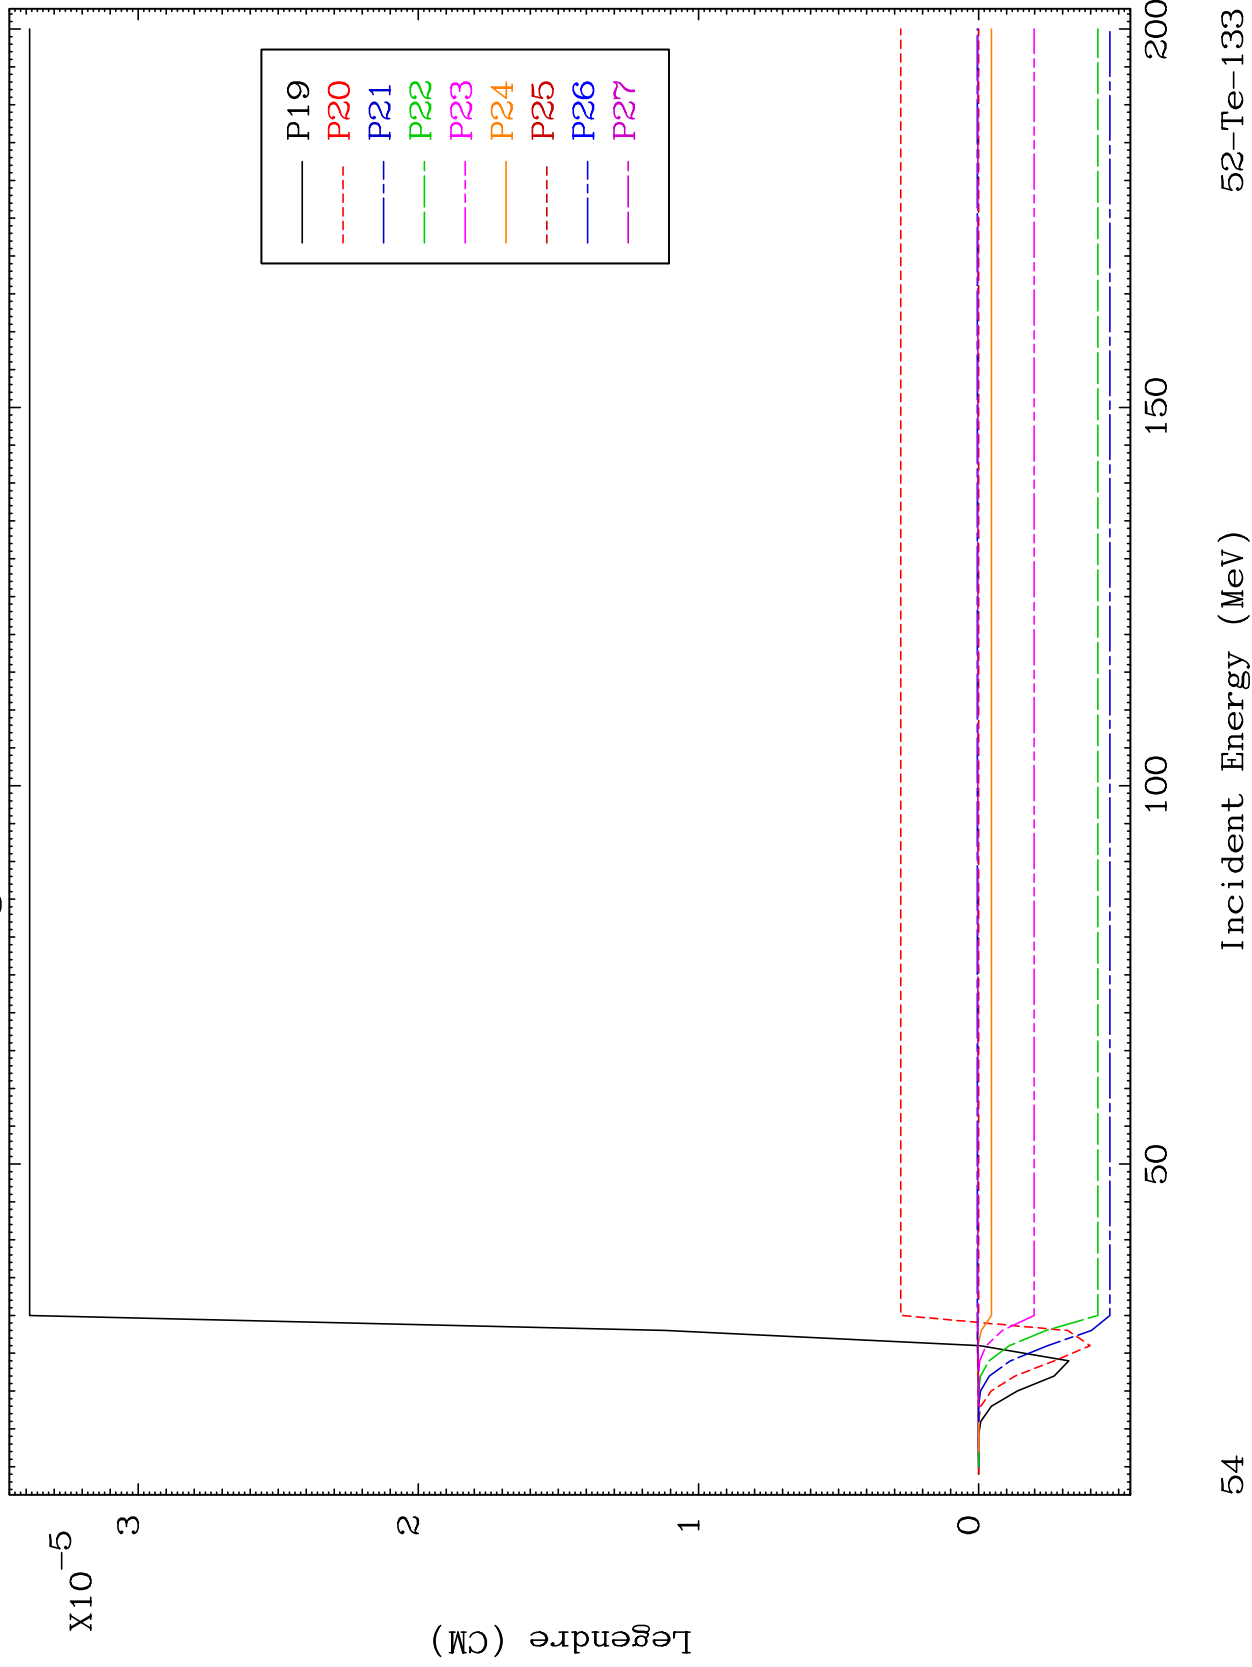 X10-5
3
2
1
0
Legendre (CM)
P19
P20
P21
P22
P23
P24
P25
P26
P27
50
100
150
200
Incident Energy (MeV)
54
52-Te-133